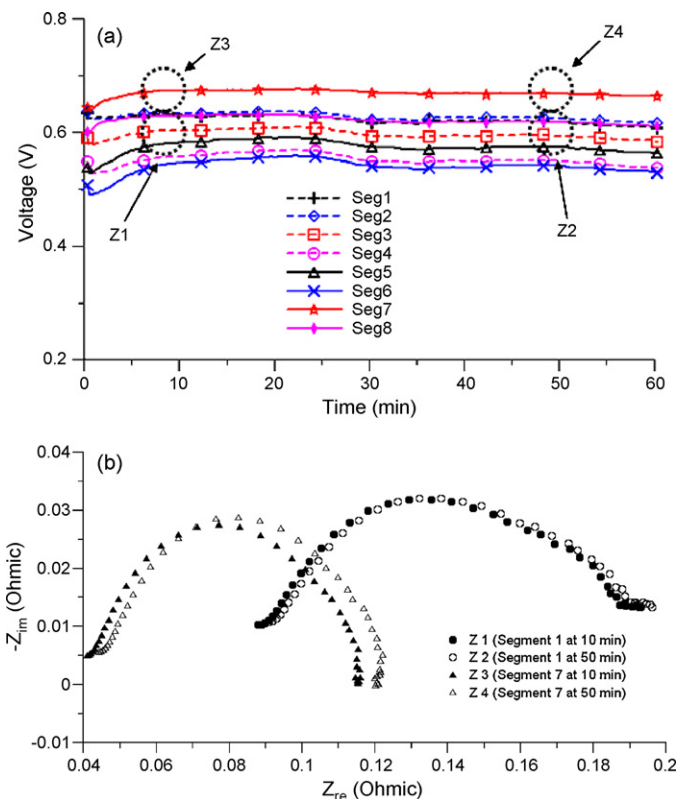 (a)
Z3
Z4
0.8
0.6
0.4
0.2
Voltage (V)
Z1
Z2
Seg1
Seg2
Seg3
Seg4
Seg5
Seg6
Seg7
Seg8
0 10 20 30 40 50 60
Time (min)
(b)
0.04
0.03
0.02
0.01
0
-0.01
-Zim (Ohmic)
Z 1 (Segment 1 at 10 min)
Z 2 (Segment 1 at 50 min)
Z 3 (Segment 7 at 10 min)
Z 4 (Segment 7 at 50 min)
0.04 0.06 0.08 0.1 0.12 0.14 0.16 0.18 0.2
Zre (Ohmic)